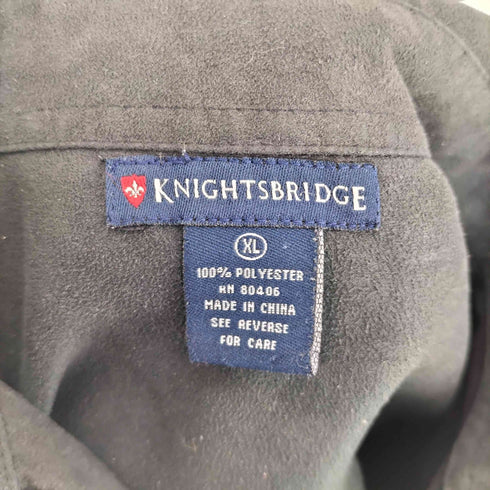 KNIGHTSBRIDGE
XL
100% POLYESTER
RN 80406
MADE IN CHINA
SEE REVERSE
FOR CARE